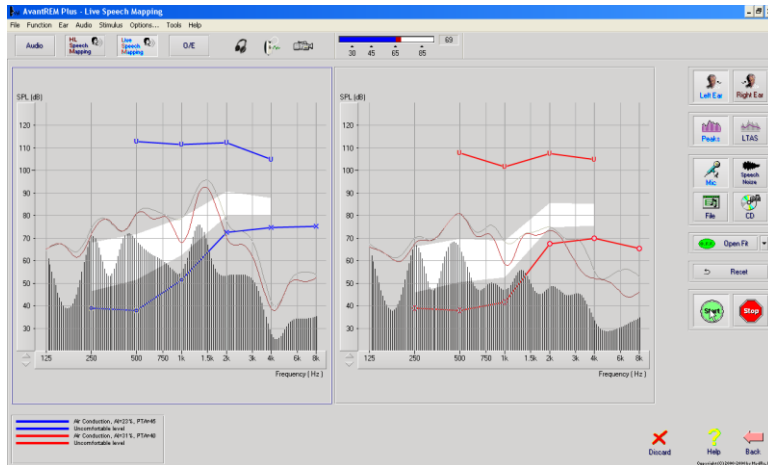 AvantREM Plus - Live Speech Mapping
File Function Ear Audio Stimulus Options... Tools Help
Audio
HL Speech Mapping
Live Speech Mapping
O/E
69
30 45 65 85
SPL (dB)
120
110
100
90
80
70
60
50
40
30
125 250 500 750 1k 1.5k 2k 3k 4k 6k 8k
Frequency ( Hz )
SPL (dB)
120
110
100
90
80
70
60
50
40
30
125 250 500 750 1k 1.5k 2k 3k 4k 6k 8k
Frequency ( Hz )
Left Ear Right Ear
Peaks LTAS
Mic Speech Noise
File CD
Open Fit
Reset
Start Stop
Air Conduction,
Uncomfortable level
Air Conduction,
Uncomfortable level
Discard Help Back